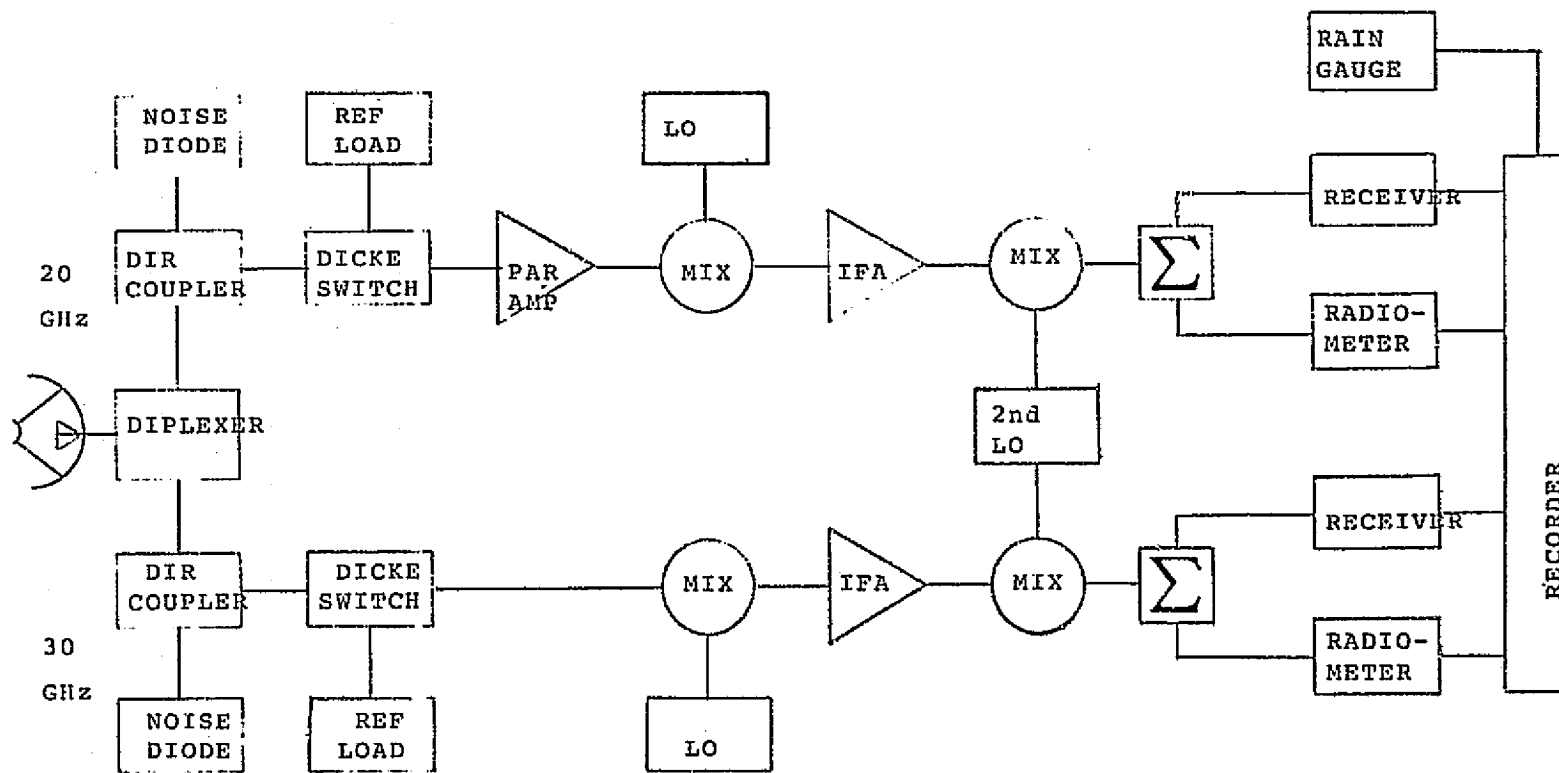 RAIN
GAUGE
NOISE
DIODE
REF
LOAD
LO
RECEIVER
20
GHz
DIR
COUPLER
DICKE
SWITCH
PAR
AMP
MIX
IFA
MIX
Σ
RADIO-
METER
DIPLEXER
2nd
LO
RECORDER
RECEIVER
30
GHz
DIR
COUPLER
DICKE
SWITCH
MIX
IFA
MIX
Σ
RADIO-
METER
NOISE
DIODE
REF
LOAD
LO